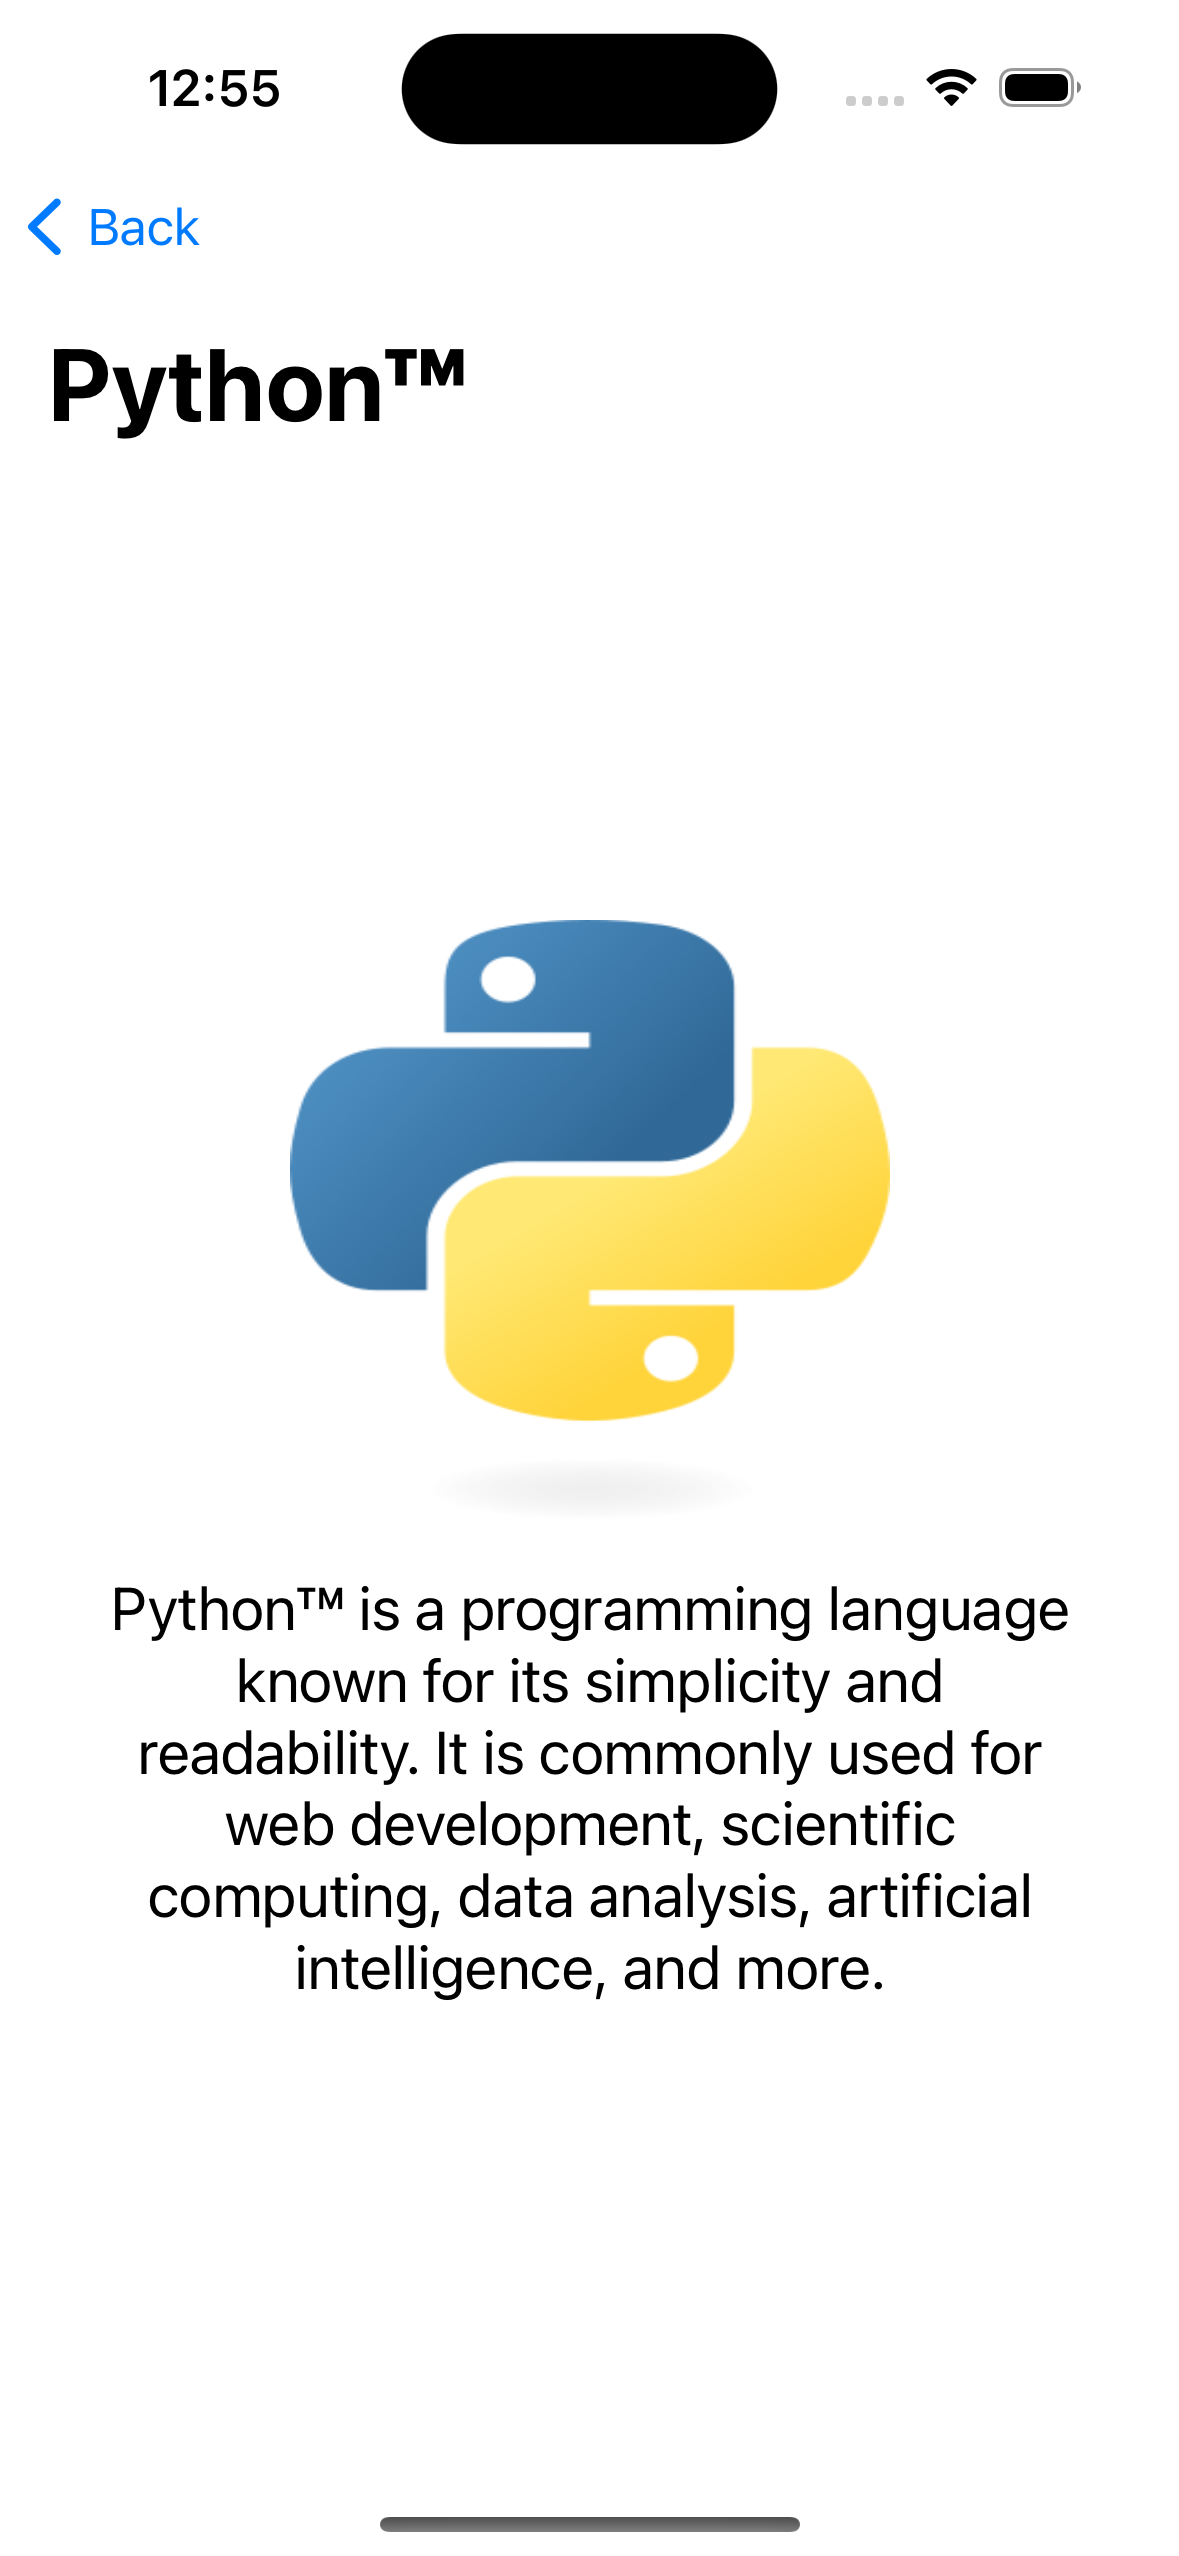 12:55
Back
Python™
Python™ is a programming language
known for its simplicity and
readability. It is commonly used for
web development, scientific
computing, data analysis, artificial
intelligence, and more.